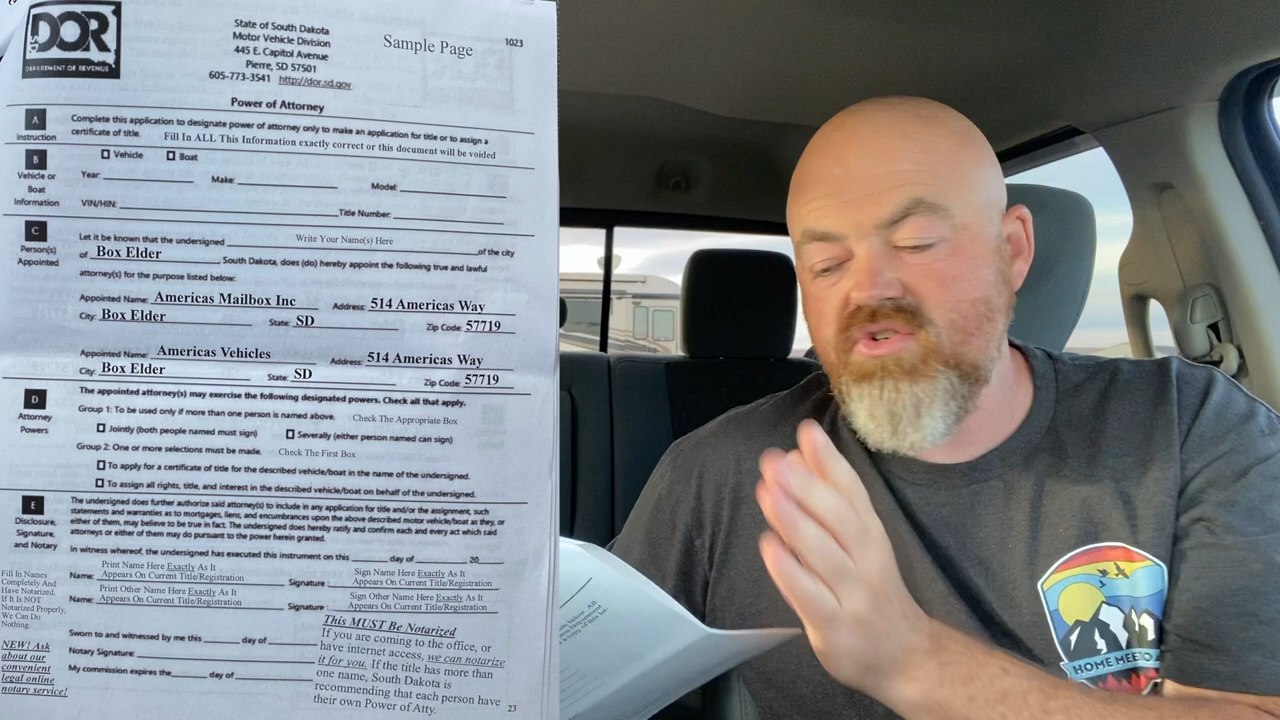 S.D. DOR
DEPARTMENT OF REVENUE
State of South Dakota
Motor Vehicle Division
445 E. Capitol Avenue
Pierre, SD 57501
605-773-3541 http://dor.sd.gov
Sample Page
1023
Power of Attorney
A
Instruction
Complete this application to designate power of attorney only to make an application for title or to assign a
certificate of title. Fill In ALL This Information exactly correct or this document will be voided
B
Vehicle or
Boat
Information
Vehicle Boat
Year: Make: Model:
VIN/HIN: Title Number:
C
Person(s)
Appointed
Let it be known that the undersigned Write Your Name(s) Here of the city
of Box Elder, South Dakota, does (do) hereby appoint the following true and lawful
attorney(s) for the purpose listed below:
Appointed Name: Americas Mailbox Inc Address: 514 Americas Way
City: Box Elder State: SD Zip Code: 57719
Appointed Name: Americas Vehicles Address: 514 Americas Way
City: Box Elder State: SD Zip Code: 57719
D
Attorney
Powers
The appointed attorney(s) may exercise the following designated powers. Check all that apply.
Group 1: To be used only if more than one person is named above. Check The Appropriate Box
Jointly (both people named must sign) Severally (either person named can sign)
Group 2: One or more selections must be made. Check The First Box
To apply for a certificate of title for the described vehicle/boat in the name of the undersigned.
To assign all rights, title, and interest in the described vehicle/boat on behalf of the undersigned.
E
Disclosure,
Signature,
and Notary
The undersigned does further authorize said attorney(s) to include in any application for title and/or the assignment, such
statements and warranties as to mortgages, liens, and encumbrances upon the above described motor vehicle/boat as they, or
either of them, may believe to be true in fact. The undersigned does hereby ratify and confirm each and every act which said
attorneys or either of them may do pursuant to the power herein granted.
In witness whereof, the undersigned has executed this instrument on this day of 20
Name: Print Name Here Exactly As It
Appears On Current Title/Registration
Signature: Sign Name Here Exactly As It
Appears On Current Title/Registration
Name: Print Other Name Here Exactly As It
Appears On Current Title/Registration
Signature: Sign Other Name Here Exactly As It
Appears On Current Title/Registration
Fill In Names
Completely And
Have Notarized.
If It Is NOT
Notarized Properly,
We Can Do
Nothing.
NEW! Ask
about our
convenient
legal online
notary service!
Sworn to and witnessed by me this day of
Notary Signature:
My commission expires the day of
This MUST Be Notarized
If you are coming to the office, or
have internet access, we can notarize
it for you. If the title has more than
one name, South Dakota is
recommending that each person have
their own Power of Atty.
23